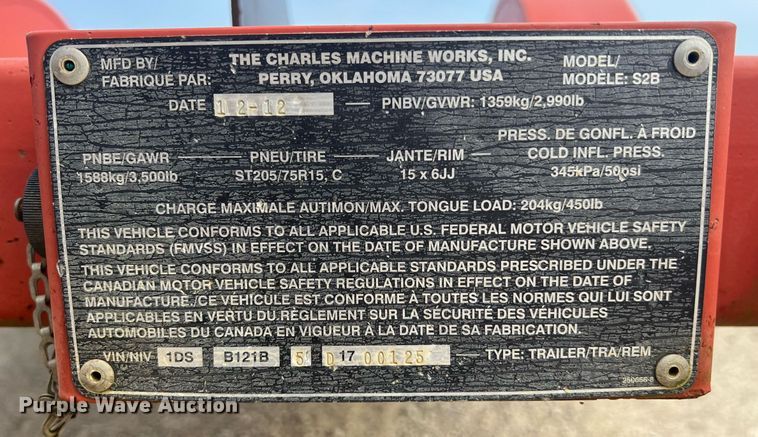 MFD BY/
FABRIQUÉ PAR:
THE CHARLES MACHINE WORKS, INC.
PERRY, OKLAHOMA 73077 USA
MODEL/
MODÈLE: S2B
DATE 12-12 — PNBV/GVWR: 1359kg/2,990lb
PNBE/GAWR — PNEU/TIRE — JANTE/RIM — PRESS. DE GONFL. À FROID
COLD INFL. PRESS.
1588kg/3,500lb ST205/75R15, C 15 x 6JJ 345kPa/50psi
CHARGE MAXIMALE AUTIMON/MAX. TONGUE LOAD: 204kg/450lb
THIS VEHICLE CONFORMS TO ALL APPLICABLE U.S. FEDERAL MOTOR VEHICLE SAFETY
STANDARDS (FMVSS) IN EFFECT ON THE DATE OF MANUFACTURE SHOWN ABOVE.
THIS VEHICLE CONFORMS TO ALL APPLICABLE STANDARDS PRESCRIBED UNDER THE
CANADIAN MOTOR VEHICLE SAFETY REGULATIONS IN EFFECT ON THE DATE OF
MANUFACTURE./CE VÉHICULE EST CONFORME À TOUTES LES NORMES QUI LUI SONT
APPLICABLES EN VERTU DU RÈGLEMENT SUR LA SÉCURITÉ DES VÉHICULES
AUTOMOBILES DU CANADA EN VIGUEUR À LA DATE DE SA FABRICATION.
VIN/NIV 1DS B121B 5 D 17 00125 — TYPE: TRAILER/TRA/REM
Purple Wave Auction